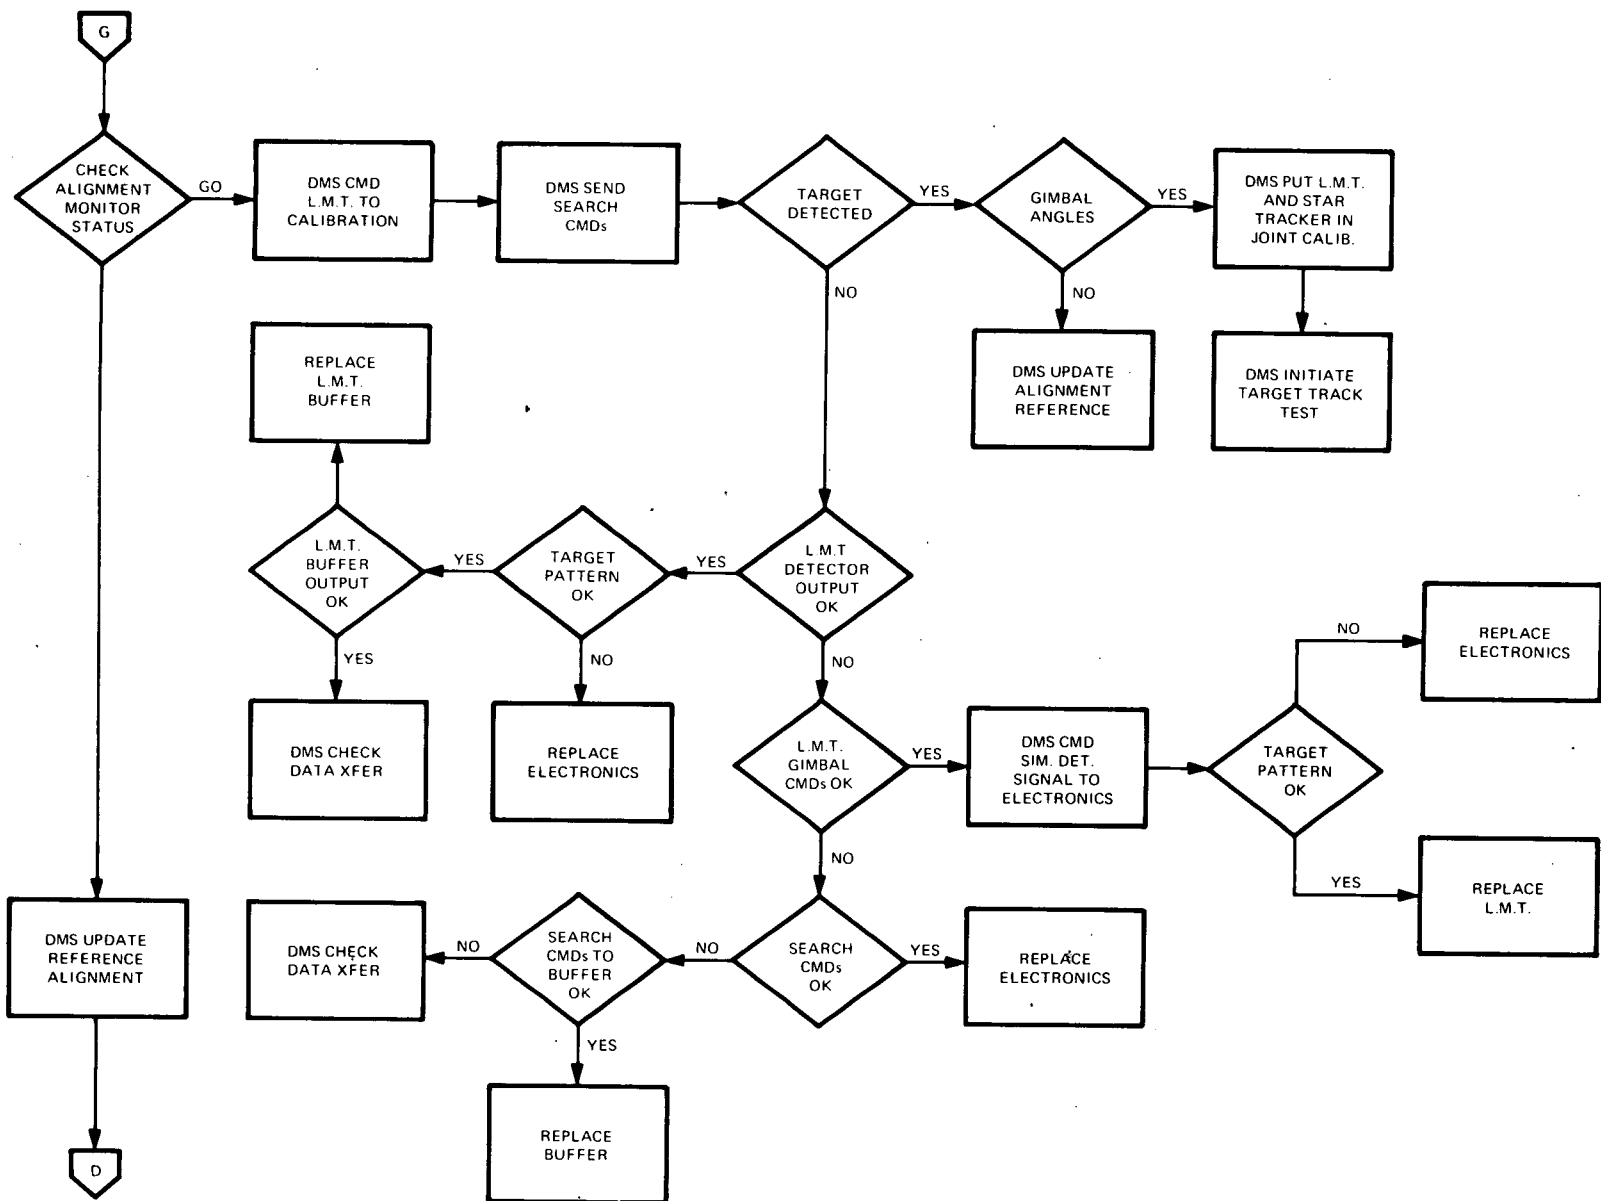 G
CHECK
ALIGNMENT
MONITOR
STATUS
GO
DMS CMD
L.M.T. TO
CALIBRATION
DMS SEND
SEARCH
CMDs
TARGET
DETECTED
YES
GIMBAL
ANGLES
YES
DMS PUT L.M.T.
AND STAR
TRACKER IN
JOINT CALIB.
NO
NO
REPLACE
L.M.T.
BUFFER
DMS UPDATE
ALIGNMENT
REFERENCE
DMS INITIATE
TARGET TRACK
TEST
L.M.T.
BUFFER
OUTPUT
OK
YES
TARGET
PATTERN
OK
YES
L.M.T
DETECTOR
OUTPUT
OK
YES
NO
NO
DMS CHECK
DATA XFER
REPLACE
ELECTRONICS
L.M.T.
GIMBAL
CMDs OK
YES
DMS CMD
SIM. DET.
SIGNAL TO
ELECTRONICS
TARGET
PATTERN
OK
NO
REPLACE
ELECTRONICS
YES
REPLACE
L.M.T.
NO
DMS UPDATE
REFERENCE
ALIGNMENT
DMS CHECK
DATA XFER
NO
SEARCH
CMDs TO
BUFFER
OK
NO
SEARCH
CMDs
OK
YES
REPLACE
ELECTRONICS
YES
REPLACE
BUFFER
D